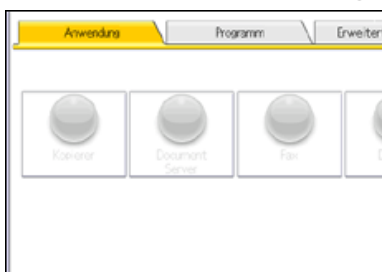 Anwendung
Programm
Erweiter
Kopierer
Document
Server
Fax
D